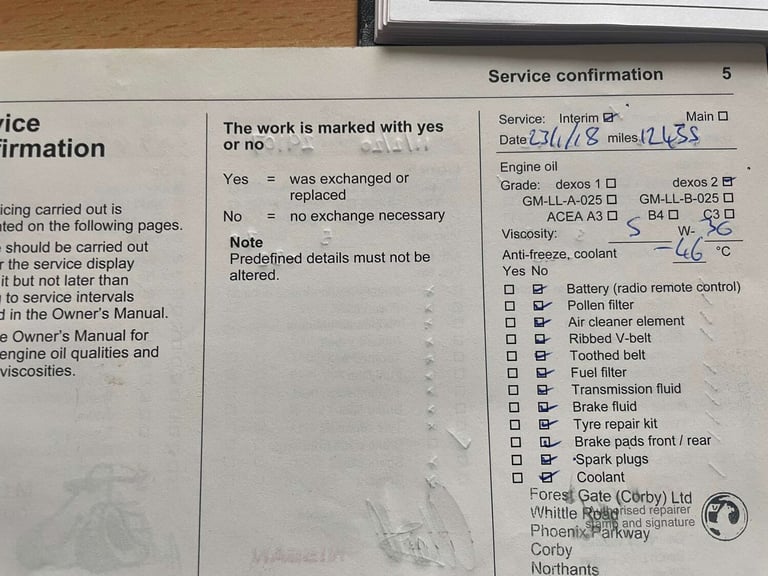 Service confirmation 5
vice
firmation
icing carried out is
ted on the following pages.
should be carried out
r the service display
it but not later than
to service intervals
d in the Owner's Manual.
e Owner's Manual for
engine oil qualities and
viscosities.
The work is marked with yes
or no
Yes = was exchanged or
replaced
No = no exchange necessary
Note
Predefined details must not be
altered.
Service: Interim Main
Date 23/1/18 miles 12455
Engine oil
Grade: dexos 1 dexos 2
GM-LL-A-025 GM-LL-B-025
ACEA A3 B4 C3
Viscosity: 5 W- 30
Anti-freeze, coolant -46 °C
Yes No
Battery (radio remote control)
Pollen filter
Air cleaner element
Ribbed V-belt
Toothed belt
Fuel filter
Transmission fluid
Brake fluid
Tyre repair kit
Brake pads front / rear
Spark plugs
Coolant
Forest Gate (Corby) Ltd
Whittle Road
Authorised repairer
stamp and signature
Phoenix Parkway
Corby
Northants